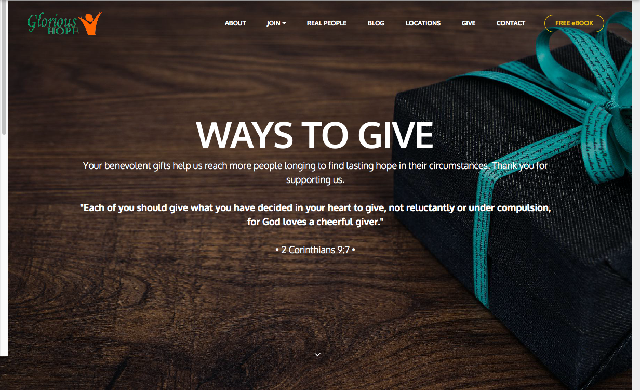 Glorious
HOPE
ABOUT
JOIN
REAL PEOPLE
BLOG
LOCATIONS
GIVE
CONTACT
FREE eBOOK
WAYS TO GIVE
Your benevolent gifts help us reach more people longing to find lasting hope in their circumstances. Thank you for
supporting us.
"Each of you should give what you have decided in your heart to give, not reluctantly or under compulsion,
for God loves a cheerful giver."
• 2 Corinthians 9:7 •